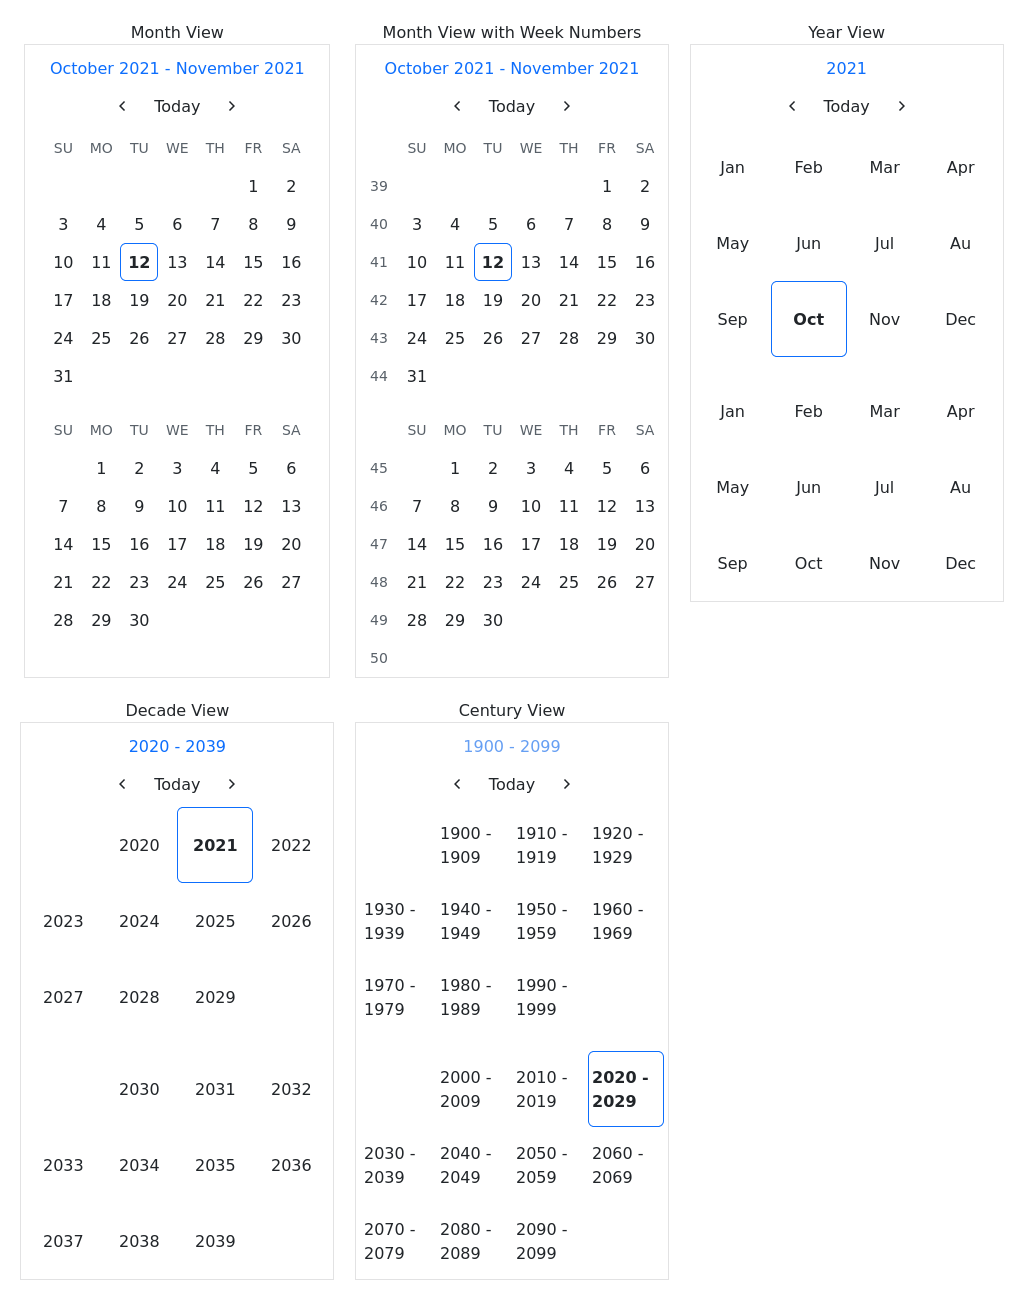 Month View
October 2021 - November 2021
Today
SU MO TU WE TH FR SA
1 2
3 4 5 6 7 8 9
10 11 12 13 14 15 16
17 18 19 20 21 22 23
24 25 26 27 28 29 30
31
SU MO TU WE TH FR SA
1 2 3 4 5 6
7 8 9 10 11 12 13
14 15 16 17 18 19 20
21 22 23 24 25 26 27
28 29 30
Month View with Week Numbers
October 2021 - November 2021
Today
SU MO TU WE TH FR SA
39 1 2
40 3 4 5 6 7 8 9
41 10 11 12 13 14 15 16
42 17 18 19 20 21 22 23
43 24 25 26 27 28 29 30
44 31
SU MO TU WE TH FR SA
45 1 2 3 4 5 6
46 7 8 9 10 11 12 13
47 14 15 16 17 18 19 20
48 21 22 23 24 25 26 27
49 28 29 30
50
Year View
2021
Today
Jan Feb Mar Apr
May Jun Jul Au
Sep Oct Nov Dec
Jan Feb Mar Apr
May Jun Jul Au
Sep Oct Nov Dec
Decade View
2020 - 2039
Today
2020 2021 2022
2023 2024 2025 2026
2027 2028 2029
2030 2031 2032
2033 2034 2035 2036
2037 2038 2039
Century View
1900 - 2099
Today
1900 - 1910 - 1920 -
1909 1919 1929
1930 - 1940 - 1950 - 1960 -
1939 1949 1959 1969
1970 - 1980 - 1990 -
1979 1989 1999
2000 - 2010 - 2020 -
2009 2019 2029
2030 - 2040 - 2050 - 2060 -
2039 2049 2059 2069
2070 - 2080 - 2090 -
2079 2089 2099